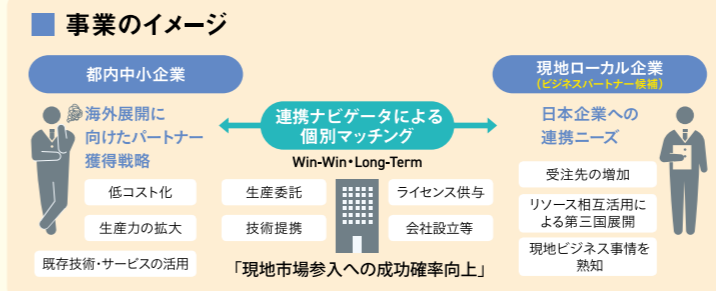 事業のイメージ
都内中小企業
海外展開に
向けたパートナー
獲得戦略
低コスト化
生産力の拡大
既存技術・サービスの活用
連携ナビゲータによる
個別マッチング
Win-Win・Long-Term
生産委託
ライセンス供与
技術提携
会社設立等
「現地市場参入への成功確率向上」
現地ローカル企業
(ビジネスパートナー候補)
日本企業への
連携ニーズ
受注先の増加
リソース相互活用に
よる第三国展開
現地ビジネス事情を
熟知